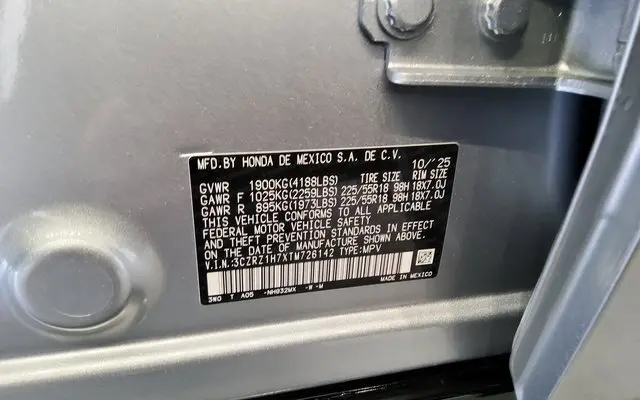 MFD.BY HONDA DE MEXICO S.A. DE C.V. 10/'25
TIRE SIZE RIM SIZE
GVWR 1900KG(4188LBS)
GAWR F 1025KG(2259LBS) 225/55R18 98H 18X7.0J
GAWR R 895KG(1973LBS) 225/55R18 98H 18X7.0J
THIS VEHICLE CONFORMS TO ALL APPLICABLE
FEDERAL MOTOR VEHICLE SAFETY
AND THEFT PREVENTION STANDARDS IN EFFECT
ON THE DATE OF MANUFACTURE SHOWN ABOVE.
V.I.N.:3CZRZ1H7XTM726142 TYPE:MPV
MADE IN MEXICO
3W0 T A05 -NH932MX -W -M